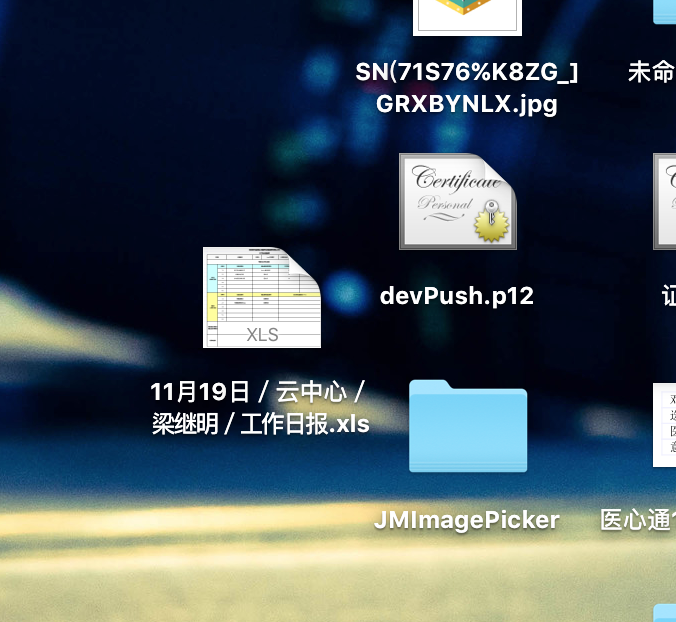 SN(71S76%K8ZG_]
GRXBYNLX.jpg
未命
Certificate
Personal
devPush.p12
证
XLS
11月19日 / 云中心 /
梁继明 / 工作日报.xls
JMImagePicker
医心通